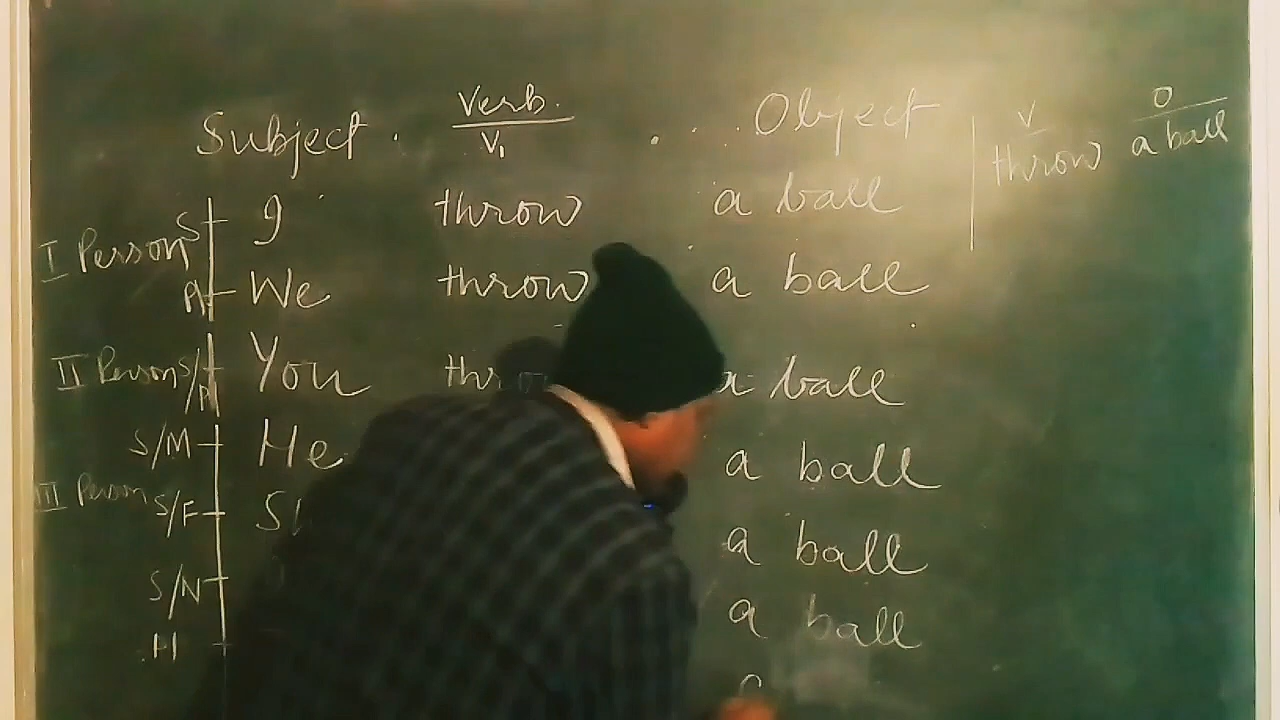 Subject . Verb. . . . Object V O
V₁ throw a ball
I Person S I throw a ball
Pl We throw a ball
II Person S/P You thr a ball
S/M He a ball
III Person S/F S a ball
S/N a ball
Pl